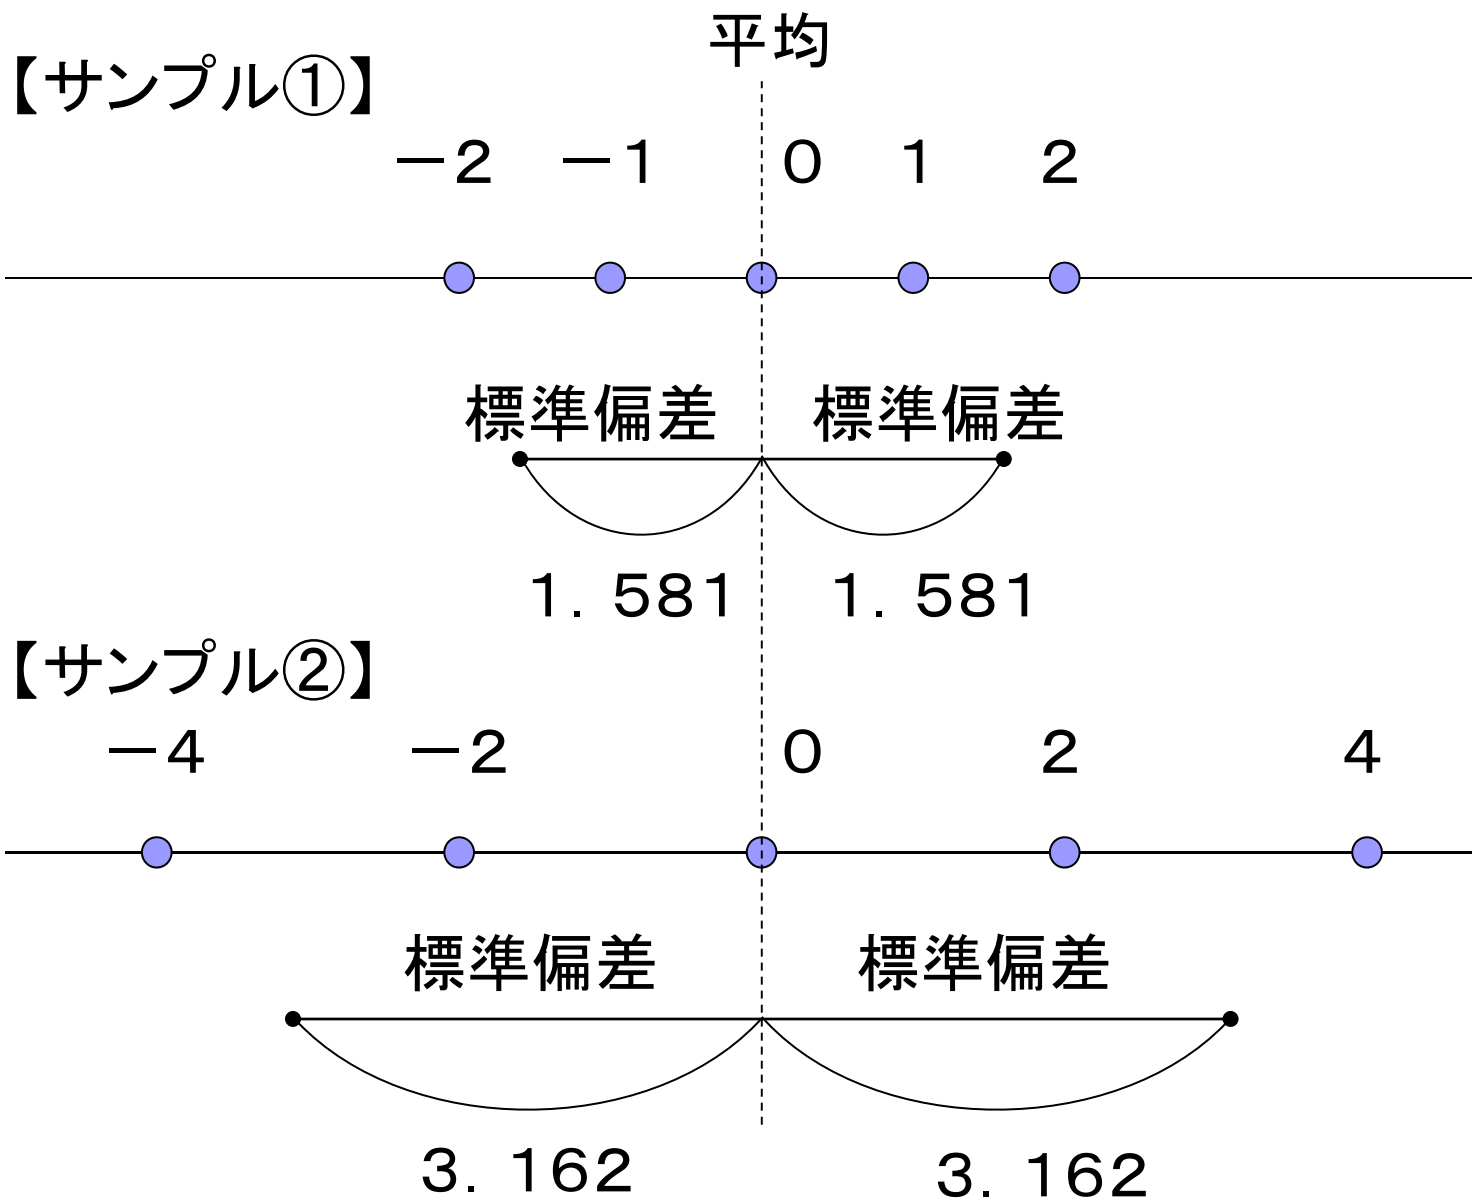 平均
【サンプル①】
－2 －1 0 1 2
標準偏差 標準偏差
1．581 1．581
【サンプル②】
－4 －2 0 2 4
標準偏差 標準偏差
3．162 3．162